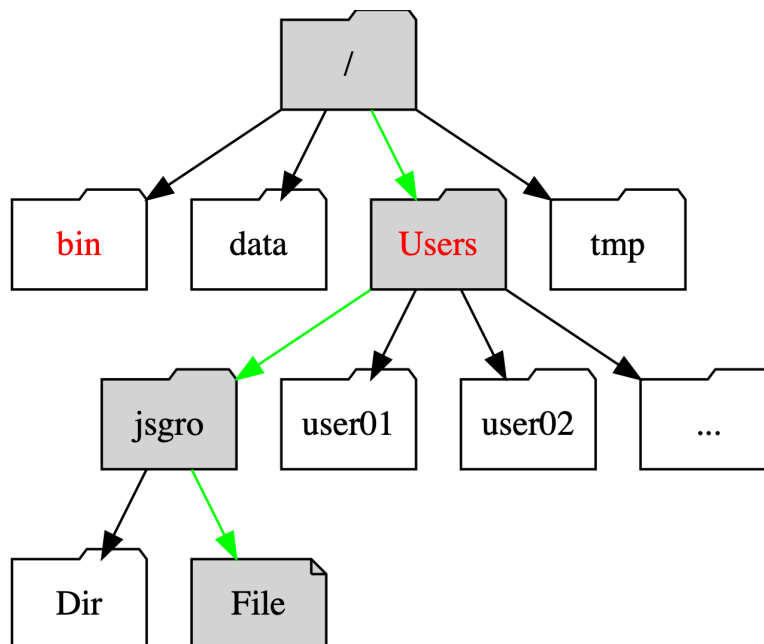 /
bin
data
Users
tmp
jsgro
user01
user02
...
Dir
File